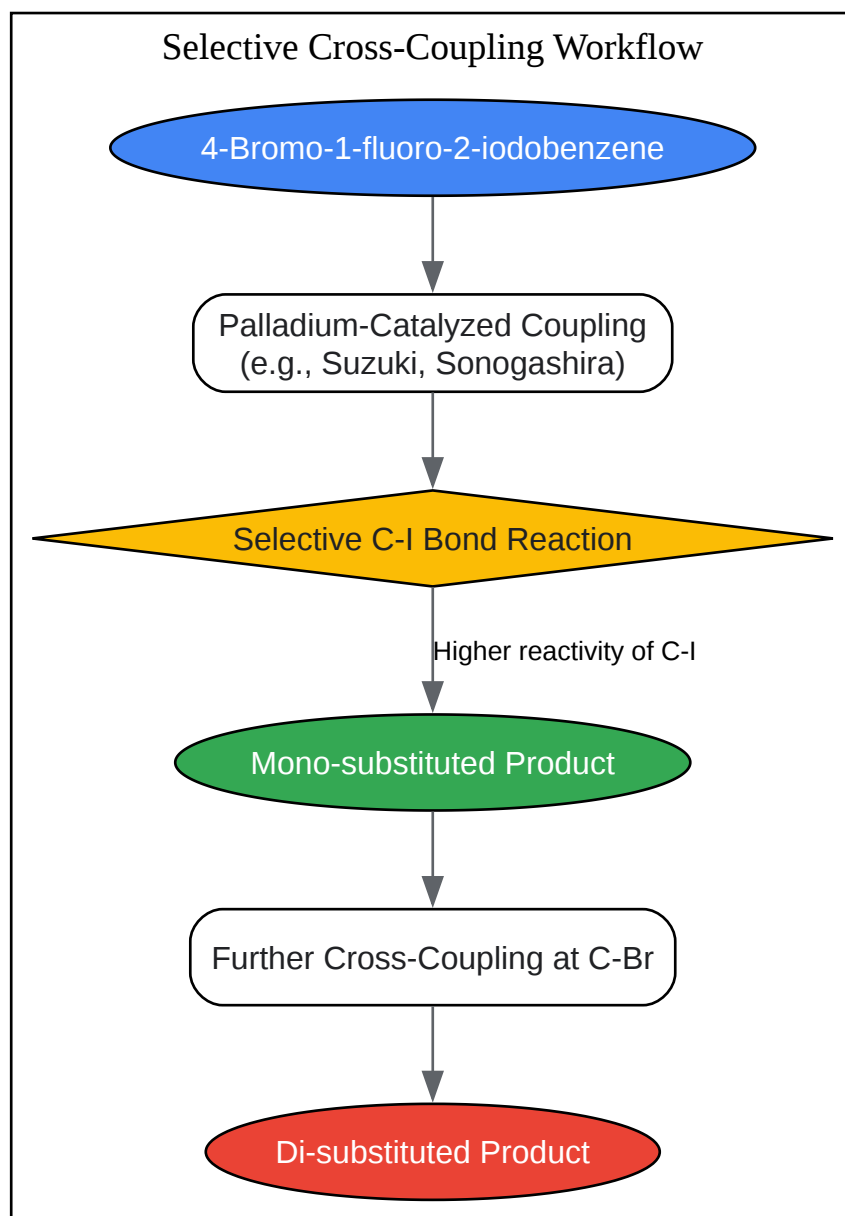 Selective Cross-Coupling Workflow
4-Bromo-1-fluoro-2-iodobenzene
Palladium-Catalyzed Coupling
(e.g., Suzuki, Sonogashira)
Selective C-I Bond Reaction
Higher reactivity of C-I
Mono-substituted Product
Further Cross-Coupling at C-Br
Di-substituted Product